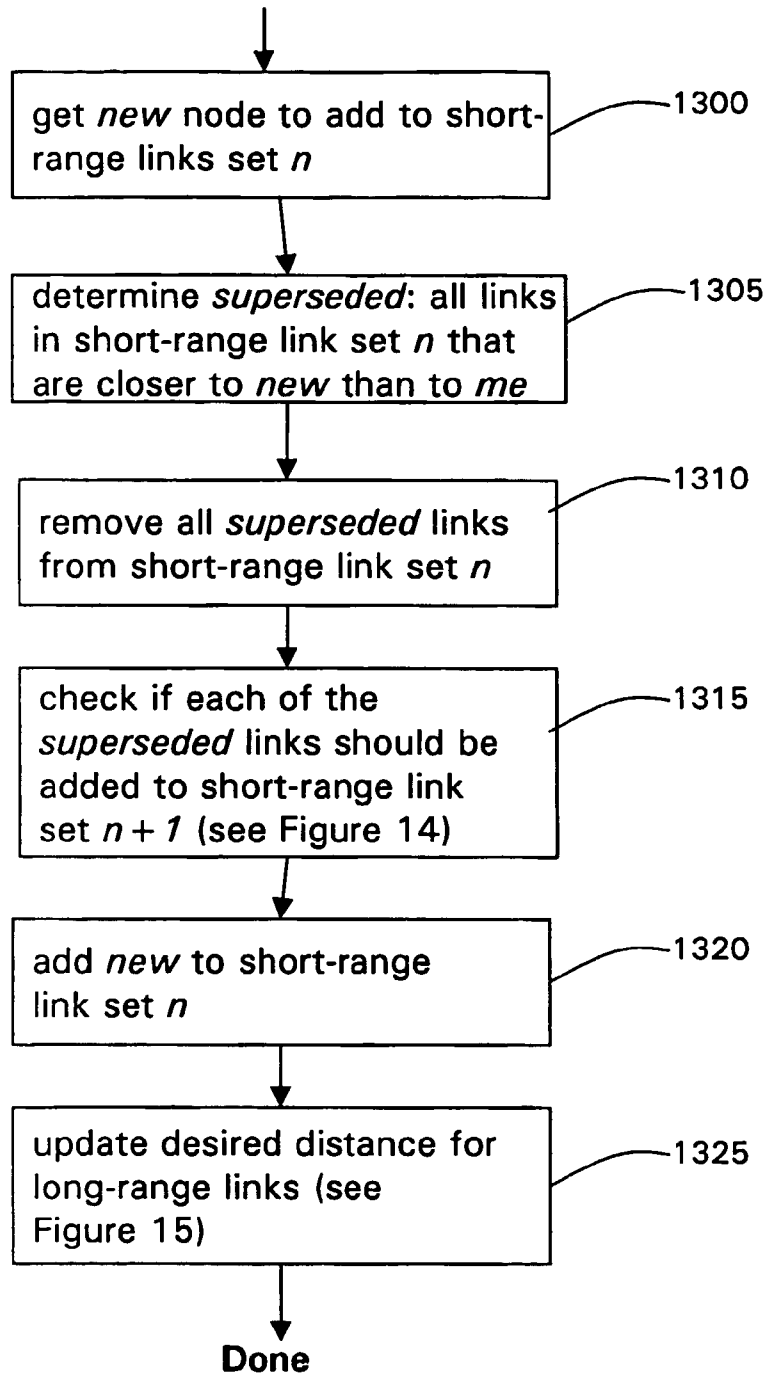 get new node to add to short-
range links set n
1300
determine superseded: all links
in short-range link set n that
are closer to new than to me
1305
remove all superseded links
from short-range link set n
1310
check if each of the
superseded links should be
added to short-range link
set n+1 (see Figure 14)
1315
add new to short-range
link set n
1320
update desired distance for
long-range links (see
Figure 15)
1325
Done